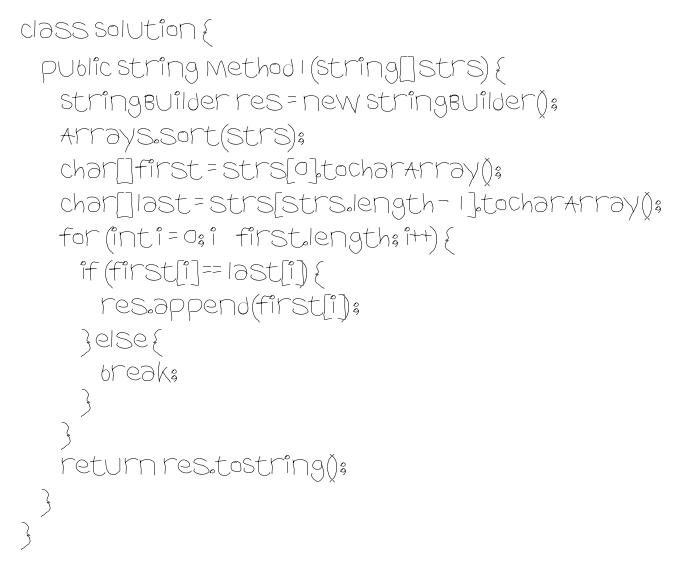 class solution {
public string Method1(string[] strs) {
stringBuilder res = new stringBuilder();
Arrays.sort(strs);
char[] first = strs[0].tocharArray();
char[] last = strs[strs.length - 1].tocharArray();
for (int i = 0; i  first.length; i++) {
if (first[i] == last[i]) {
res.append(first[i]);
} else {
break;
}
}
return res.tostring();
}
}